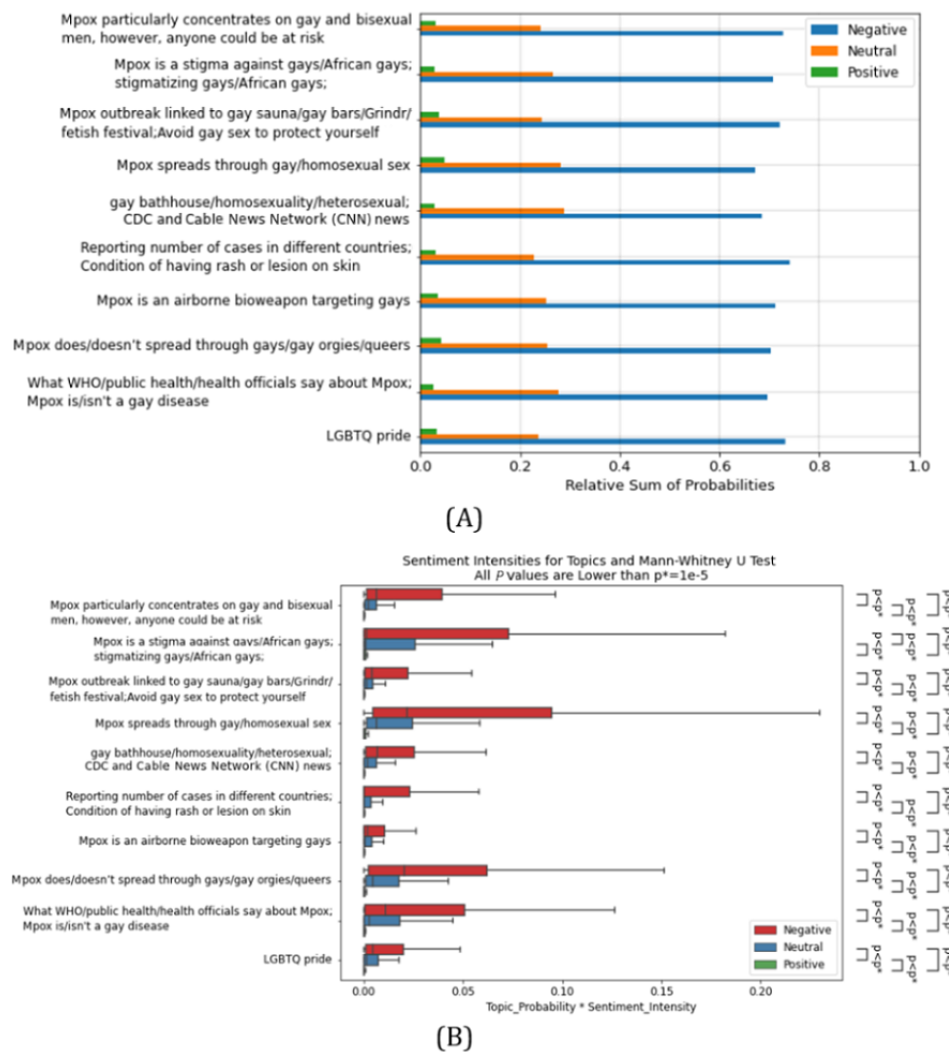 Mpox particularly concentrates on gay and bisexual
men, however, anyone could be at risk
Mpox is a stigma against gays/African gays;
stigmatizing gays/African gays;
Mpox outbreak linked to gay sauna/gay bars/Grindr/
fetish festival;Avoid gay sex to protect yourself
Mpox spreads through gay/homosexual sex
gay bathhouse/homosexuality/heterosexual;
CDC and Cable News Network (CNN) news
Reporting number of cases in different countries;
Condition of having rash or lesion on skin
Mpox is an airborne bioweapon targeting gays
Mpox does/doesn't spread through gays/gay orgies/queers
What WHO/public health/health officials say about Mpox;
Mpox is/isn't a gay disease
LGBTQ pride
Negative
Neutral
Positive
0.0 0.2 0.4 0.6 0.8 1.0
Relative Sum of Probabilities
(A)
Sentiment Intensities for Topics and Mann-Whitney U Test
All P values are Lower than p*=1e-5
Mpox particularly concentrates on gay and bisexual
men, however, anyone could be at risk
Mpox is a stigma against gays/African gays;
stigmatizing gays/African gays;
Mpox outbreak linked to gay sauna/gay bars/Grindr/
fetish festival;Avoid gay sex to protect yourself
Mpox spreads through gay/homosexual sex
gay bathhouse/homosexuality/heterosexual;
CDC and Cable News Network (CNN) news
Reporting number of cases in different countries;
Condition of having rash or lesion on skin
Mpox is an airborne bioweapon targeting gays
Mpox does/doesn't spread through gays/gay orgies/queers
What WHO/public health/health officials say about Mpox;
Mpox is/isn't a gay disease
LGBTQ pride
p<p* p<p*
p<p* p<p*
p<p* p<p*
p<p* p<p*
p<p* p<p*
p<p* p<p*
p<p* p<p*
p<p* p<p*
p<p* p<p*
p<p* p<p*
Negative
Neutral
Positive
0.00 0.05 0.10 0.15 0.20
Topic_Probability * Sentiment_Intensity
(B)